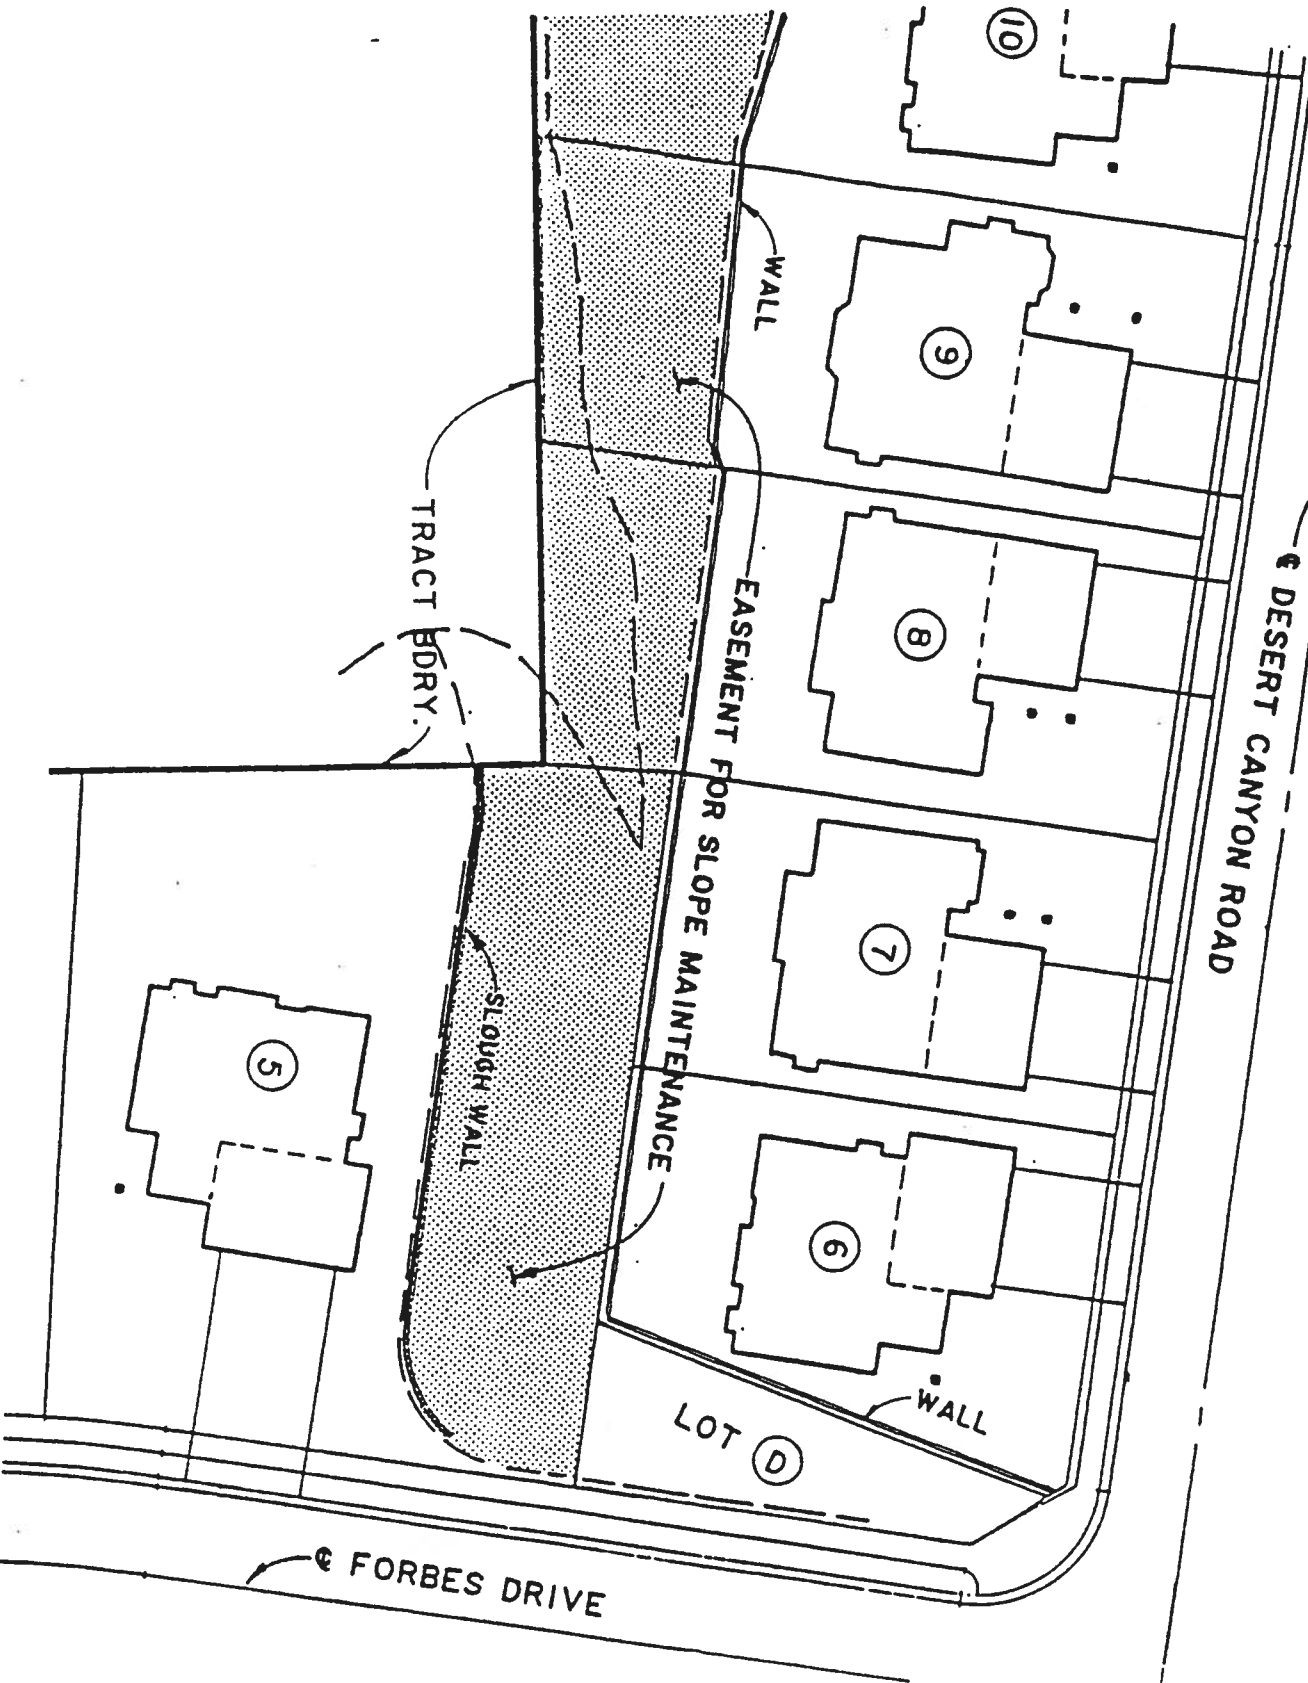 10
WALL
9
EASEMENT FOR SLOPE MAINTENANCE
℄ DESERT CANYON ROAD
TRACT BDRY.
8
7
SLOUGH WALL
5
6
WALL
LOT D
℄ FORBES DRIVE